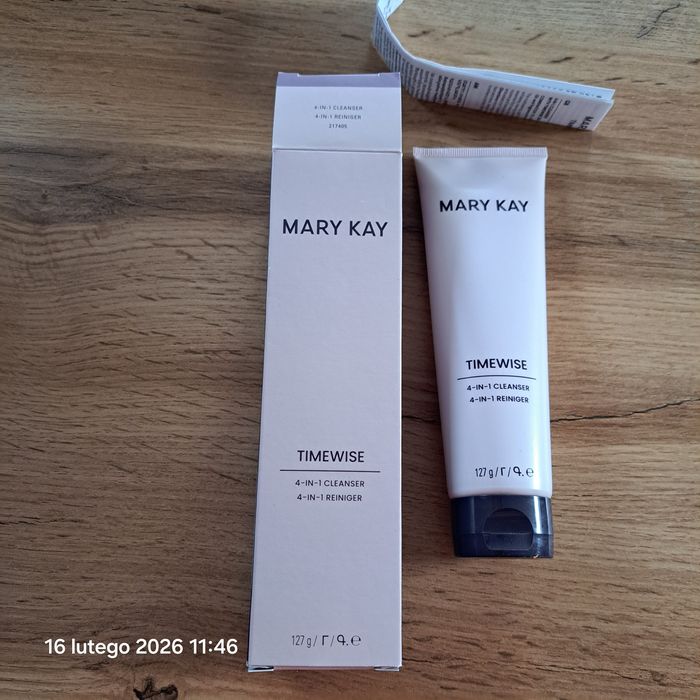 4-IN-1 CLEANSER
4-IN-1 REINIGER
217405
MARY KAY
TIMEWISE
4-IN-1 CLEANSER
4-IN-1 REINIGER
127 g / Г / Գ. ℮
MARY KAY
TIMEWISE
4-IN-1 CLEANSER
4-IN-1 REINIGER
127 g / Г / Գ. ℮
16 lutego 2026 11:46